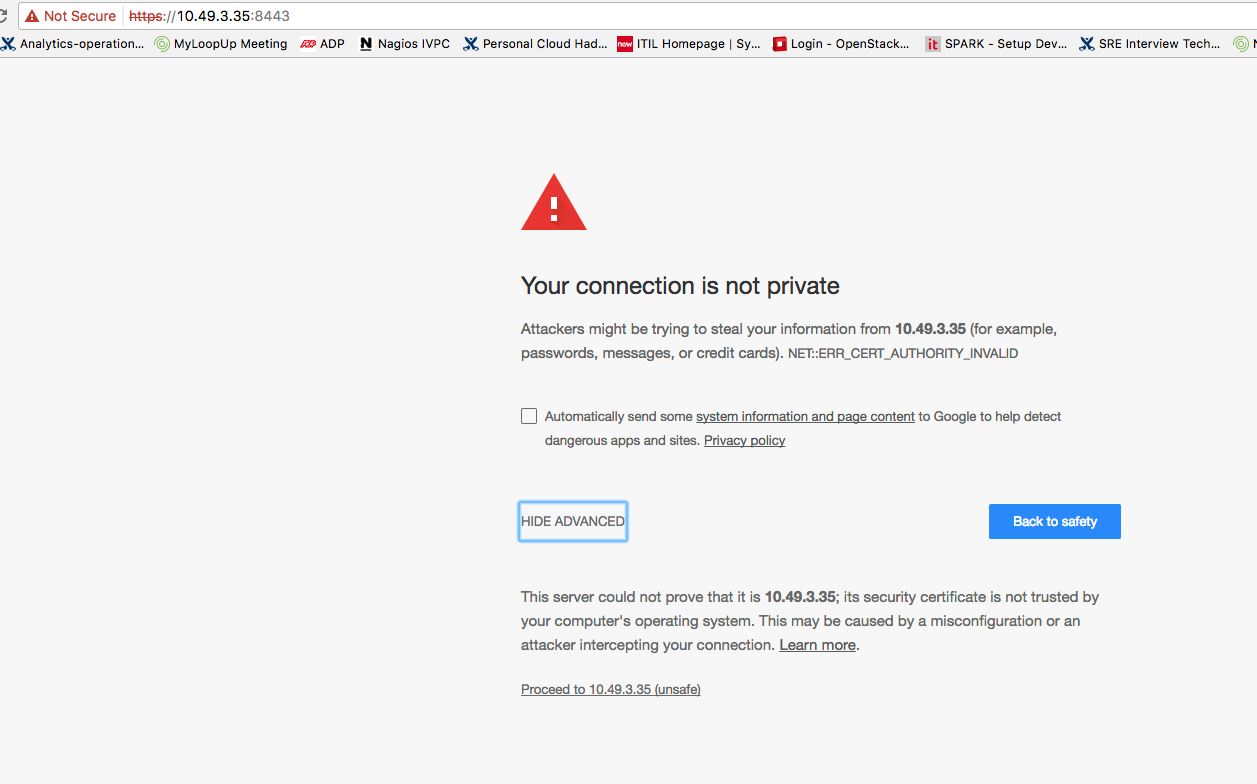 Not Secure https://10.49.3.35:8443
Analytics-operation... MyLoopUp Meeting ADP N Nagios IVPC Personal Cloud Had... now ITIL Homepage | Sy... Login - OpenStack... it SPARK - Setup Dev... SRE Interview Tech... N
Your connection is not private
Attackers might be trying to steal your information from 10.49.3.35 (for example,
passwords, messages, or credit cards). NET::ERR_CERT_AUTHORITY_INVALID
Automatically send some system information and page content to Google to help detect
dangerous apps and sites. Privacy policy
HIDE ADVANCED
Back to safety
This server could not prove that it is 10.49.3.35; its security certificate is not trusted by
your computer's operating system. This may be caused by a misconfiguration or an
attacker intercepting your connection. Learn more.
Proceed to 10.49.3.35 (unsafe)